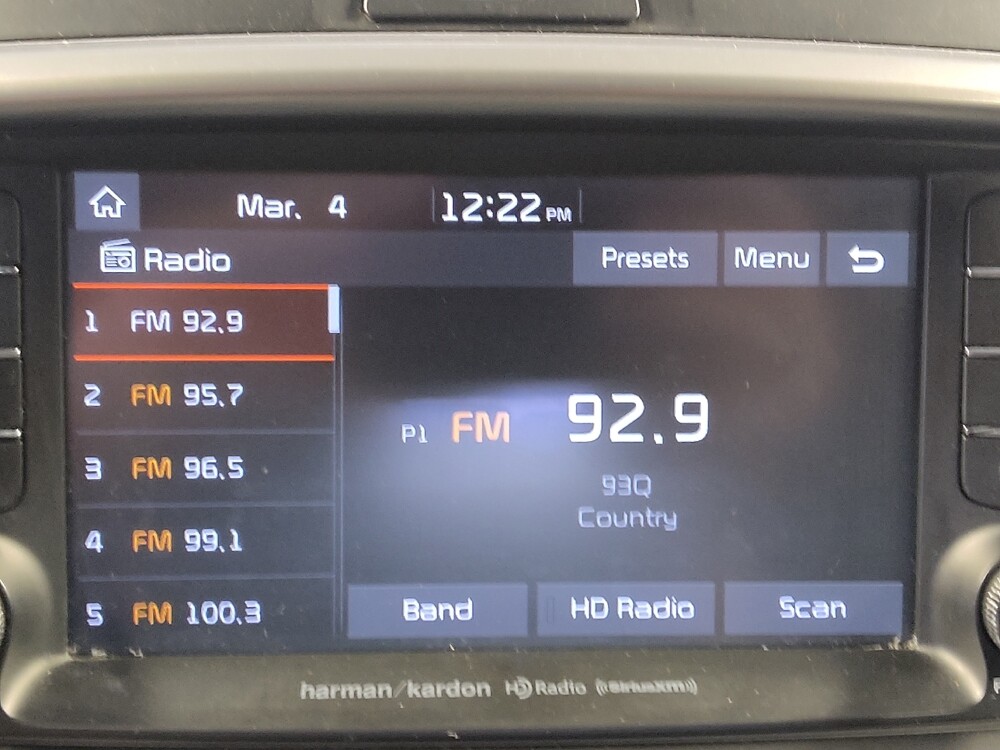 Mar. 4 12:22 PM
Radio Presets Menu
1 FM 92.9
2 FM 95.7
3 FM 96.5
4 FM 99.1
5 FM 100.3
P1 FM 92.9
93Q
Country
Band HD Radio Scan
harman/kardon HD Radio ((SiriusXM))